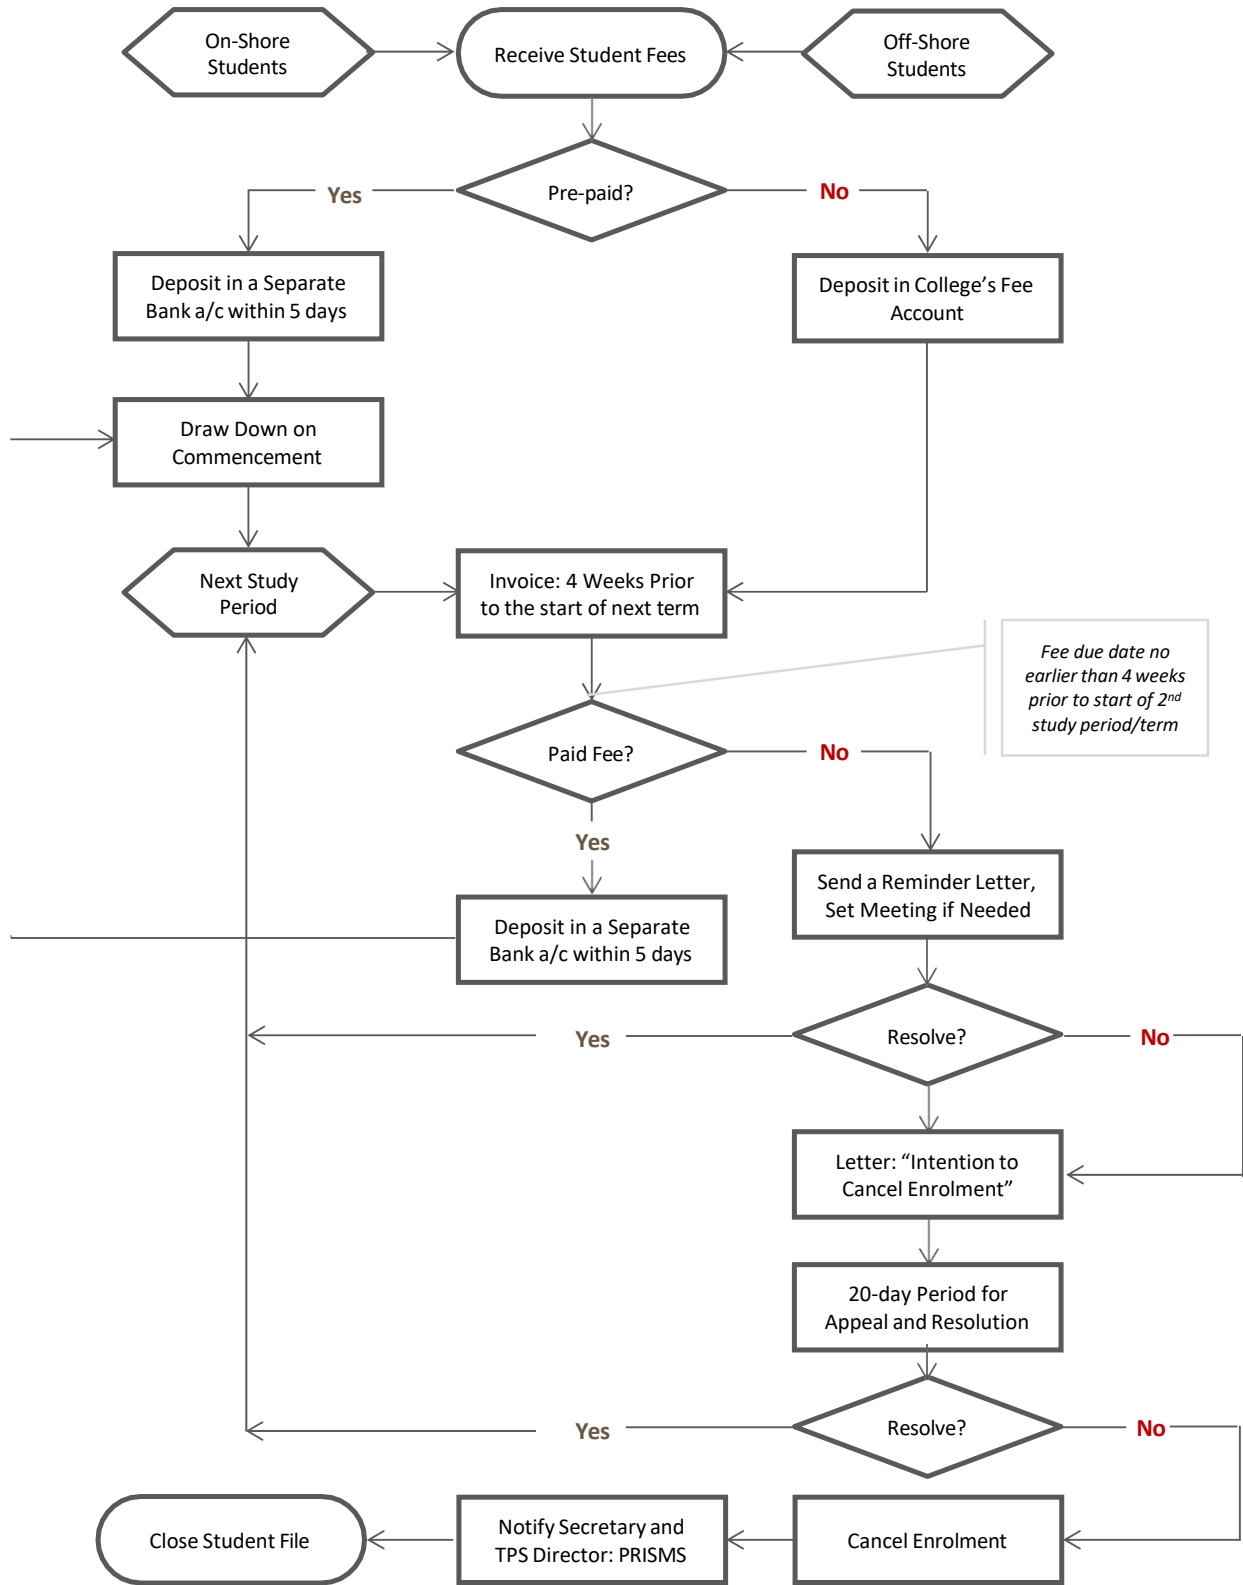 On-Shore
Students
Receive Student Fees
Off-Shore
Students
Pre-paid?
Yes
No
Deposit in a Separate
Bank a/c within 5 days
Deposit in College’s Fee
Account
Draw Down on
Commencement
Next Study
Period
Invoice: 4 Weeks Prior
to the start of next term
Fee due date no
earlier than 4 weeks
prior to start of 2nd
study period/term
Paid Fee?
No
Yes
Send a Reminder Letter,
Set Meeting if Needed
Deposit in a Separate
Bank a/c within 5 days
Resolve?
Yes
No
Letter: “Intention to
Cancel Enrolment”
20-day Period for
Appeal and Resolution
Resolve?
Yes
No
Close Student File
Notify Secretary and
TPS Director: PRISMS
Cancel Enrolment